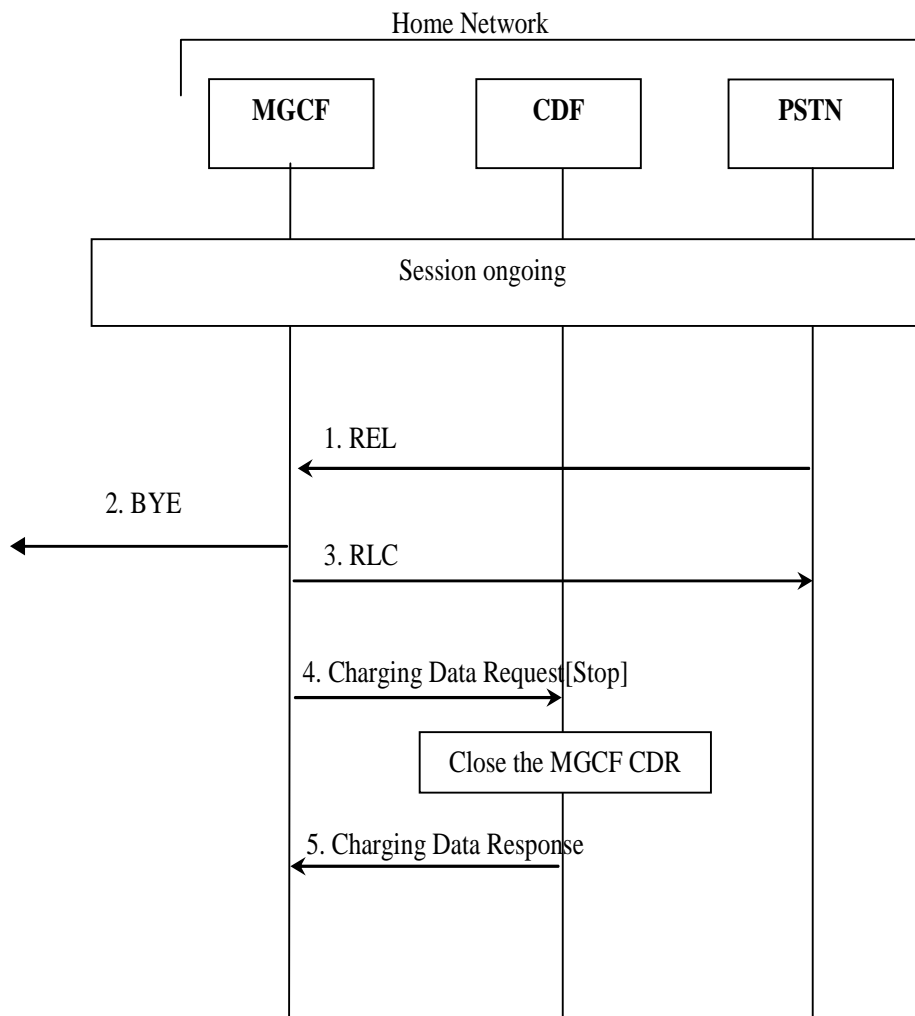 Home Network
MGCF
CDF
PSTN
Session ongoing
1. REL
2. BYE
3. RLC
4. Charging Data Request[Stop]
Close the MGCF CDR
5. Charging Data Response